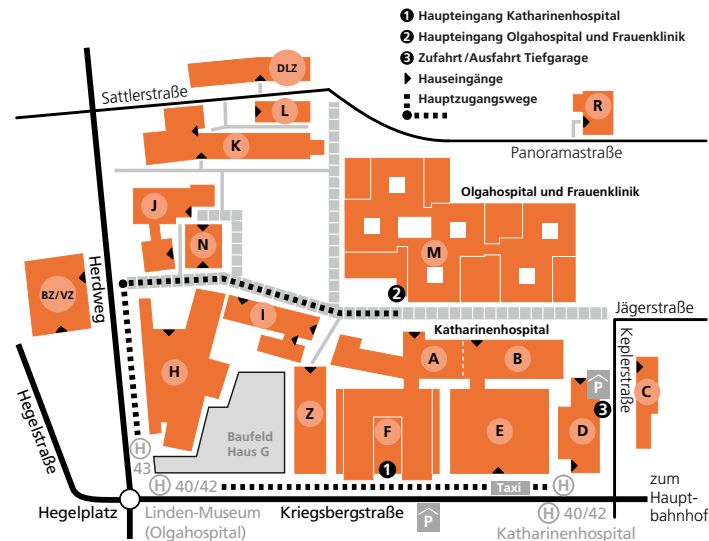 1 Haupteingang Katharinenhospital
2 Haupteingang Olgahospital und Frauenklinik
3 Zufahrt/Ausfahrt Tiefgarage
Hauseingänge
Hauptzugangswege
DLZ
Sattlerstraße
L
R
K
Panoramastraße
Olgahospital und Frauenklinik
J
N
M
Herdweg
BZ/VZ
2
I
Jägerstraße
Katharinenhospital
Keplerstraße
H
A
B
P
C
Hegelstraße
Z
F
E
D
3
Baufeld
Haus G
H
43
1
H 40/42
Taxi
H
zum
Haupt-
bahnhof
Hegelplatz
Linden-Museum
(Olgahospital)
Kriegsbergstraße
P
H 40/42
Katharinenhospital